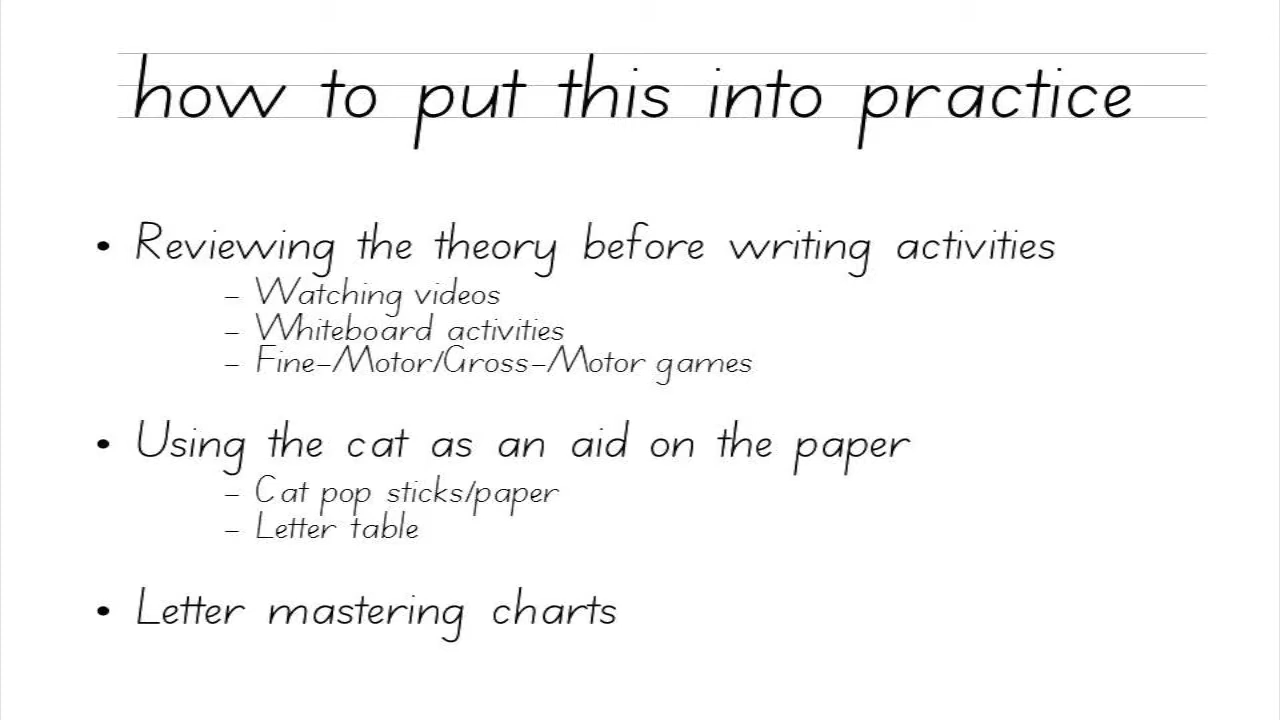 how to put this into practice
• Reviewing the theory before writing activities
– Watching videos
– Whiteboard activities
– Fine-Motor/Gross-Motor games
• Using the cat as an aid on the paper
– Cat pop sticks/paper
– Letter table
• Letter mastering charts